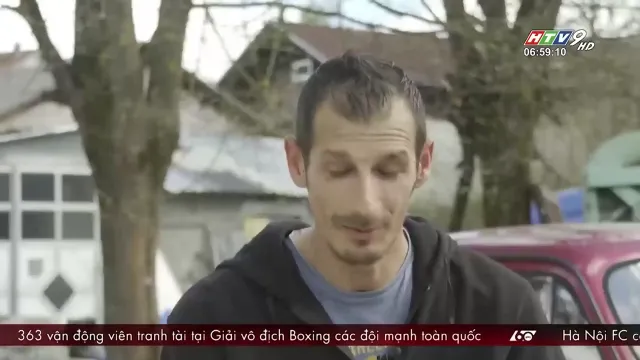 HTV9 HD
06:59:10
363 vận động viên tranh tài tại Giải vô địch Boxing các đội mạnh toàn quốc 60 Hà Nội FC c